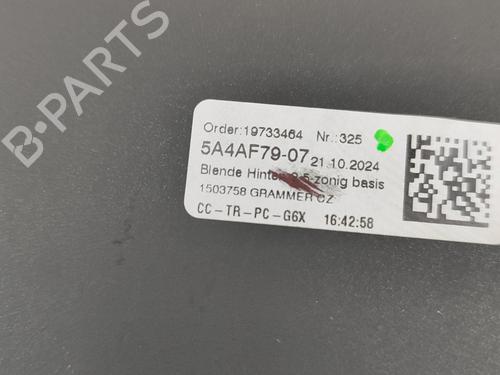 B-PARTS
Order:19733464 Nr.:325
5A4AF79-07 21.10.2024
Blende Hinten 2,5-zonig basis
1503758 GRAMMER CZ
CC-TR-PC-G6X 16:42:58